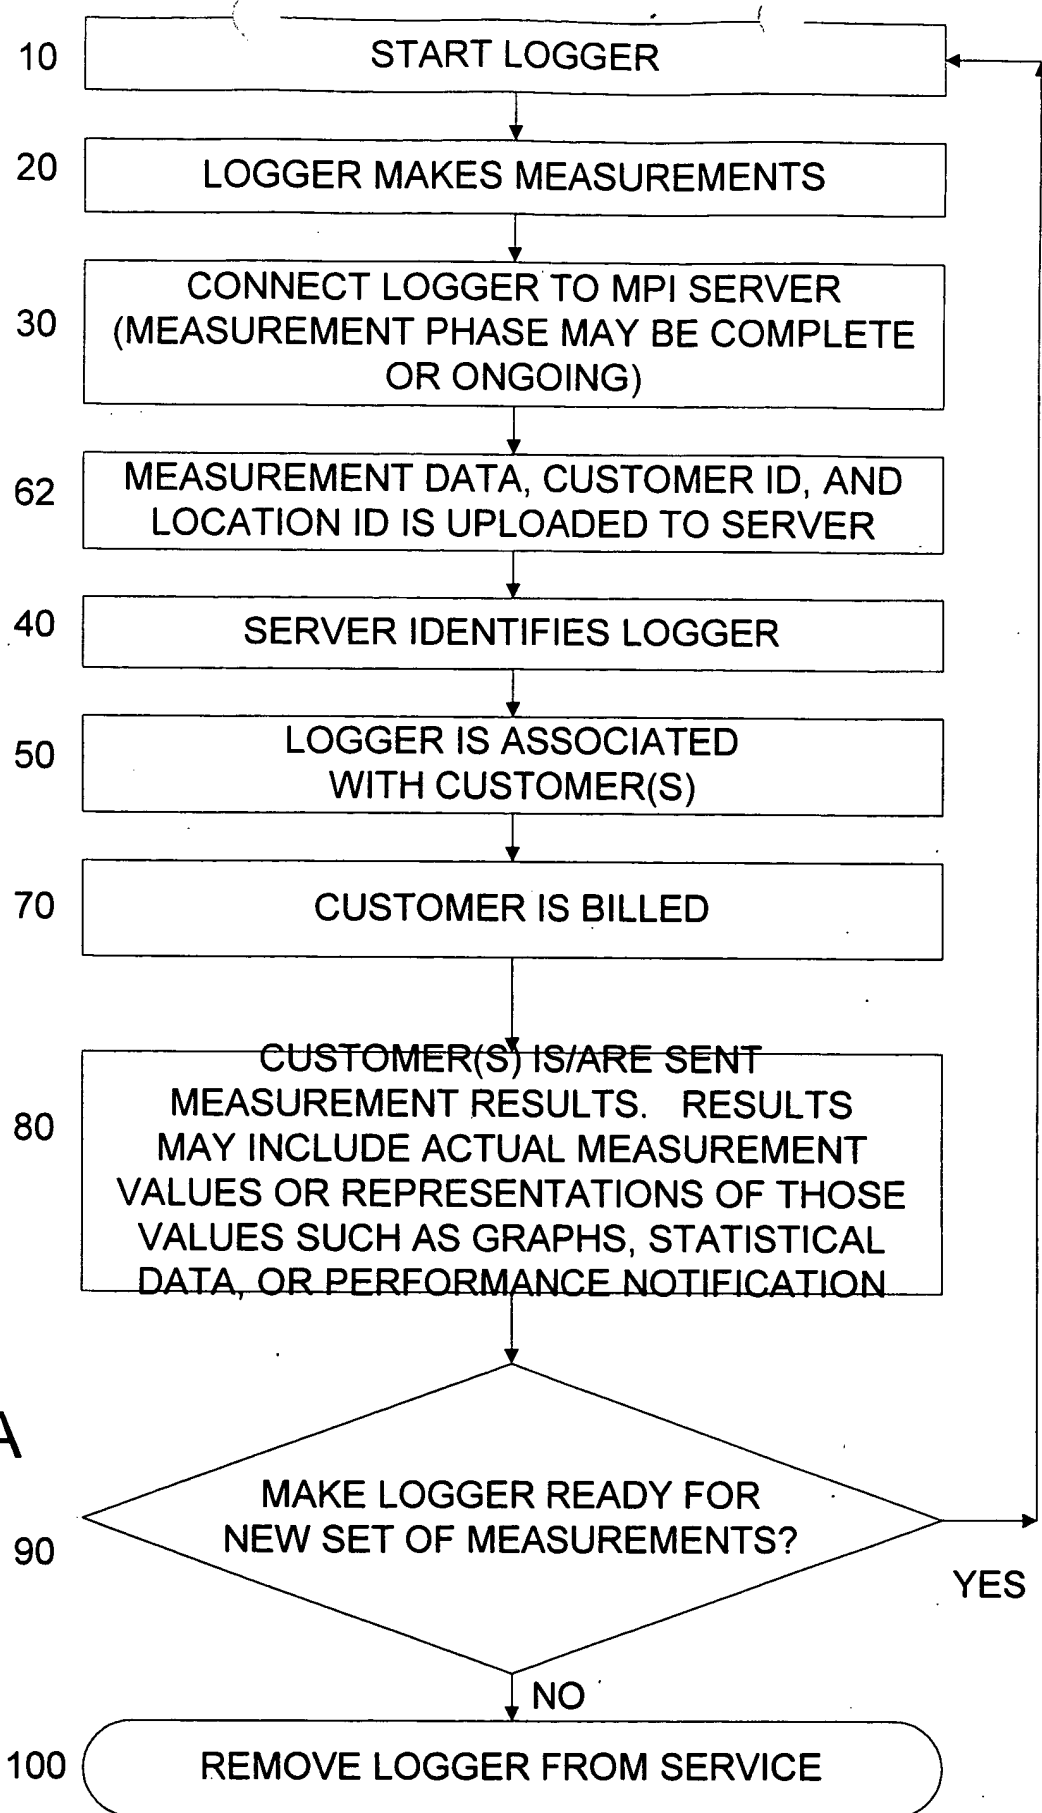 10
START LOGGER
20
LOGGER MAKES MEASUREMENTS
30
CONNECT LOGGER TO MPI SERVER
(MEASUREMENT PHASE MAY BE COMPLETE
OR ONGOING)
62
MEASUREMENT DATA, CUSTOMER ID, AND
LOCATION ID IS UPLOADED TO SERVER
40
SERVER IDENTIFIES LOGGER
50
LOGGER IS ASSOCIATED
WITH CUSTOMER(S)
70
CUSTOMER IS BILLED
80
CUSTOMER(S) IS/ARE SENT
MEASUREMENT RESULTS. RESULTS
MAY INCLUDE ACTUAL MEASUREMENT
VALUES OR REPRESENTATIONS OF THOSE
VALUES SUCH AS GRAPHS, STATISTICAL
DATA, OR PERFORMANCE NOTIFICATION
A
90
MAKE LOGGER READY FOR
NEW SET OF MEASUREMENTS?
YES
NO
100
REMOVE LOGGER FROM SERVICE